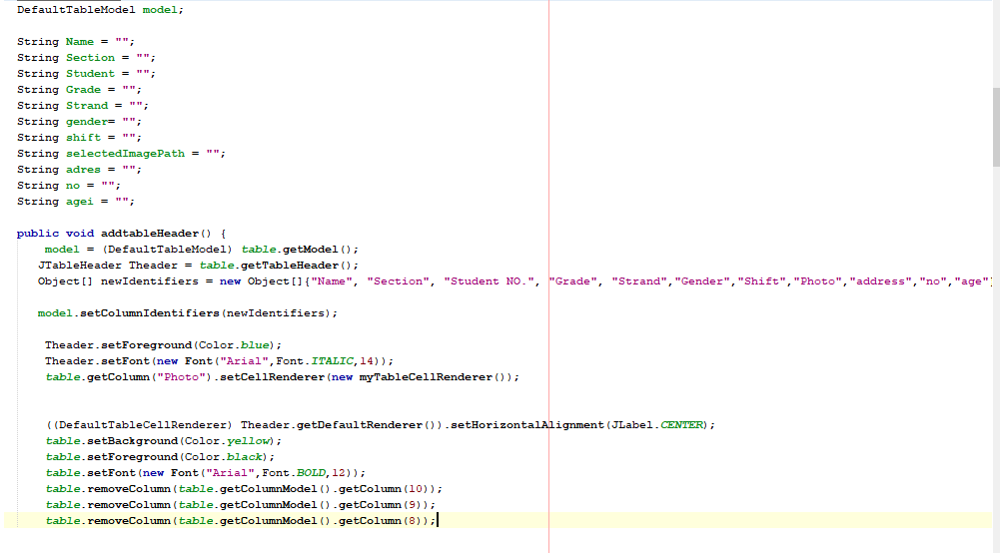 DefaultTableModel model;
String Name = "";
String Section = "";
String Student = "";
String Grade = "";
String Strand = "";
String gender= "";
String shift = "";
String selectedImagePath = "";
String adres = "";
String no = "";
String agei = "";
public void addtableHeader() {
model = (DefaultTableModel) table.getModel();
JTableHeader Theader = table.getTableHeader();
Object[] newIdentifiers = new Object[]{"Name", "Section", "Student NO.", "Grade", "Strand","Gender","Shift","Photo","address","no","age"}
model.setColumnIdentifiers(newIdentifiers);
Theader.setForeground(Color.blue);
Theader.setFont(new Font("Arial",Font.ITALIC,14));
table.getColumn("Photo").setCellRenderer(new myTableCellRenderer());
((DefaultTableCellRenderer) Theader.getDefaultRenderer()).setHorizontalAlignment(JLabel.CENTER);
table.setBackground(Color.yellow);
table.setForeground(Color.black);
table.setFont(new Font("Arial",Font.BOLD,12));
table.removeColumn(table.getColumnModel().getColumn(10));
table.removeColumn(table.getColumnModel().getColumn(9));
table.removeColumn(table.getColumnModel().getColumn(8));